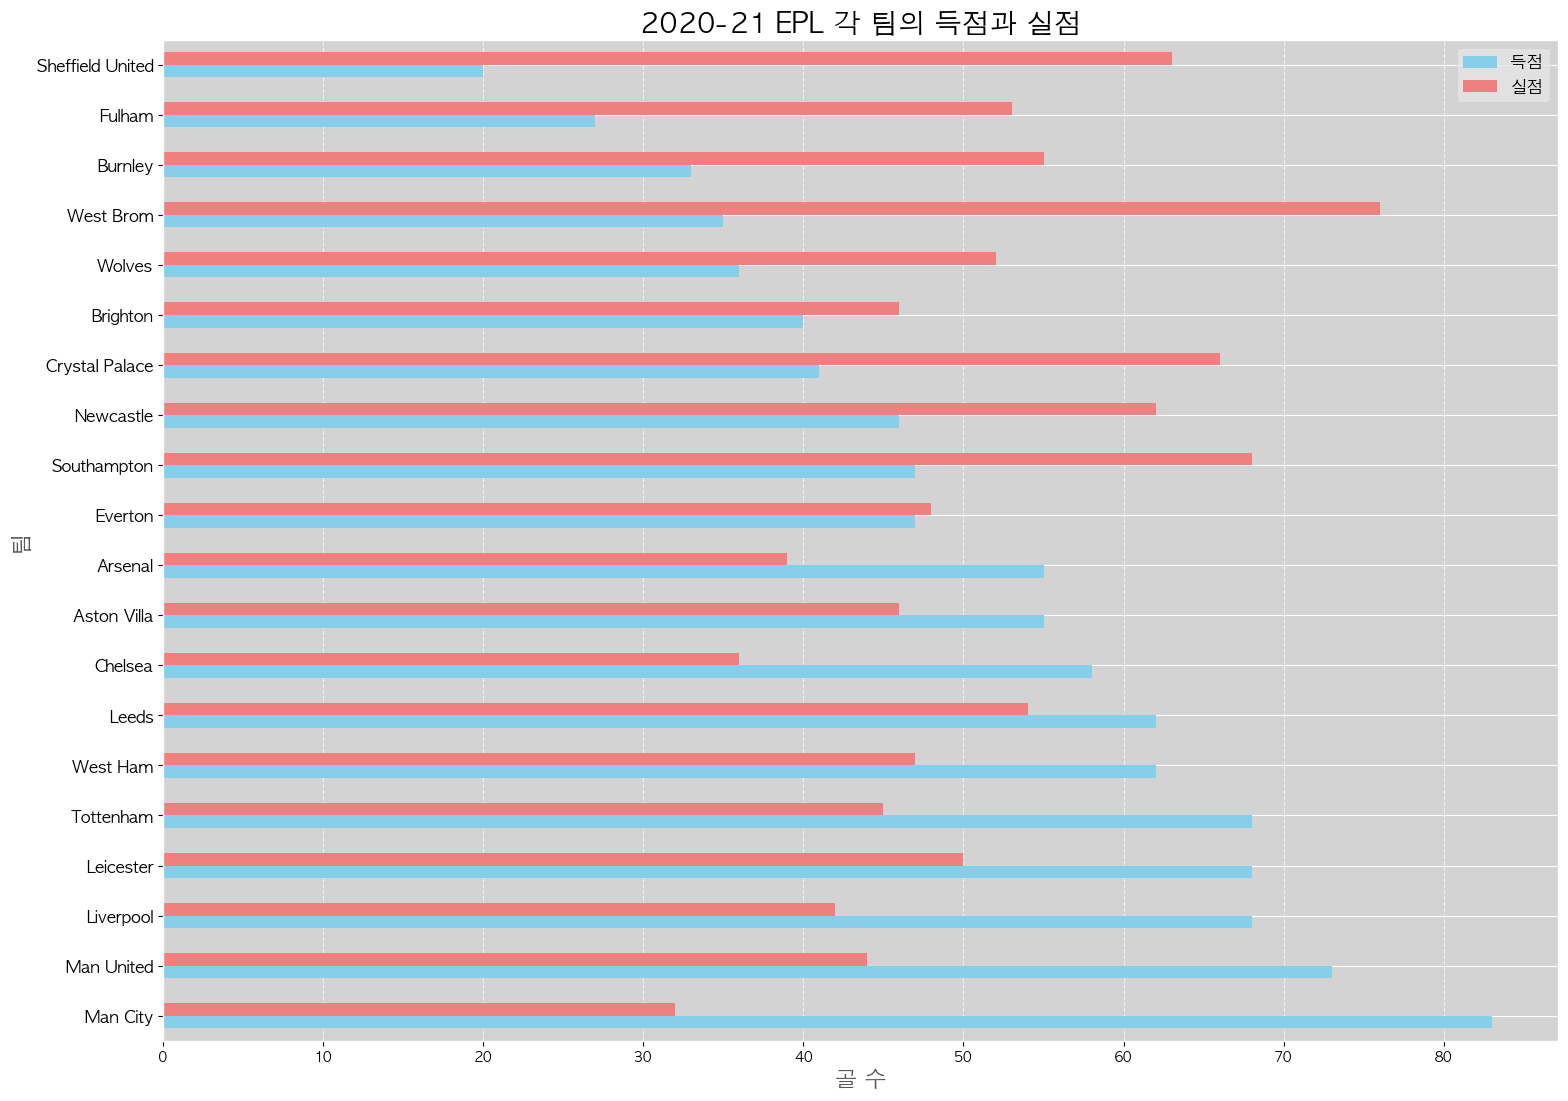 2020-21 EPL 각 팀의 득점과 실점
득점
실점
팀
Sheffield United
Fulham
Burnley
West Brom
Wolves
Brighton
Crystal Palace
Newcastle
Southampton
Everton
Arsenal
Aston Villa
Chelsea
Leeds
West Ham
Tottenham
Leicester
Liverpool
Man United
Man City
0 10 20 30 40 50 60 70 80
골 수